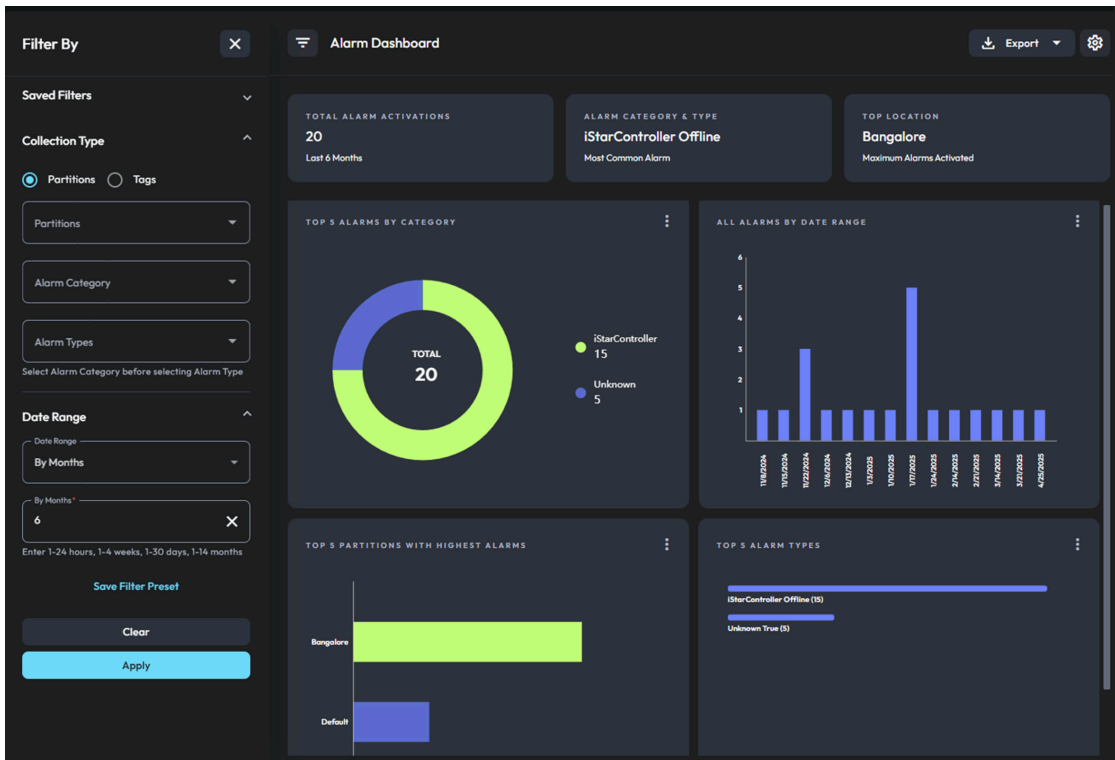 Filter By
Saved Filters
Collection Type
Partitions
Tags
Partitions
Alarm Category
Alarm Types
Select Alarm Category before selecting Alarm Type
Date Range
Date Range
By Months
By Months*
6
Enter 1-24 hours, 1-4 weeks, 1-30 days, 1-14 months
Save Filter Preset
Clear
Apply
Alarm Dashboard
Export
TOTAL ALARM ACTIVATIONS
20
Last 6 Months
ALARM CATEGORY & TYPE
iStarController Offline
Most Common Alarm
TOP LOCATION
Bangalore
Maximum Alarms Activated
TOP 5 ALARMS BY CATEGORY
TOTAL
20
iStarController
15
Unknown
5
ALL ALARMS BY DATE RANGE
6
5
4
3
2
1
11/8/2024
11/15/2024
11/22/2024
12/6/2024
12/13/2024
1/3/2025
1/10/2025
1/17/2025
1/24/2025
2/14/2025
2/21/2025
3/14/2025
3/21/2025
4/25/2025
TOP 5 PARTITIONS WITH HIGHEST ALARMS
Bangalore
Default
TOP 5 ALARM TYPES
iStarController Offline (15)
Unknown True (5)